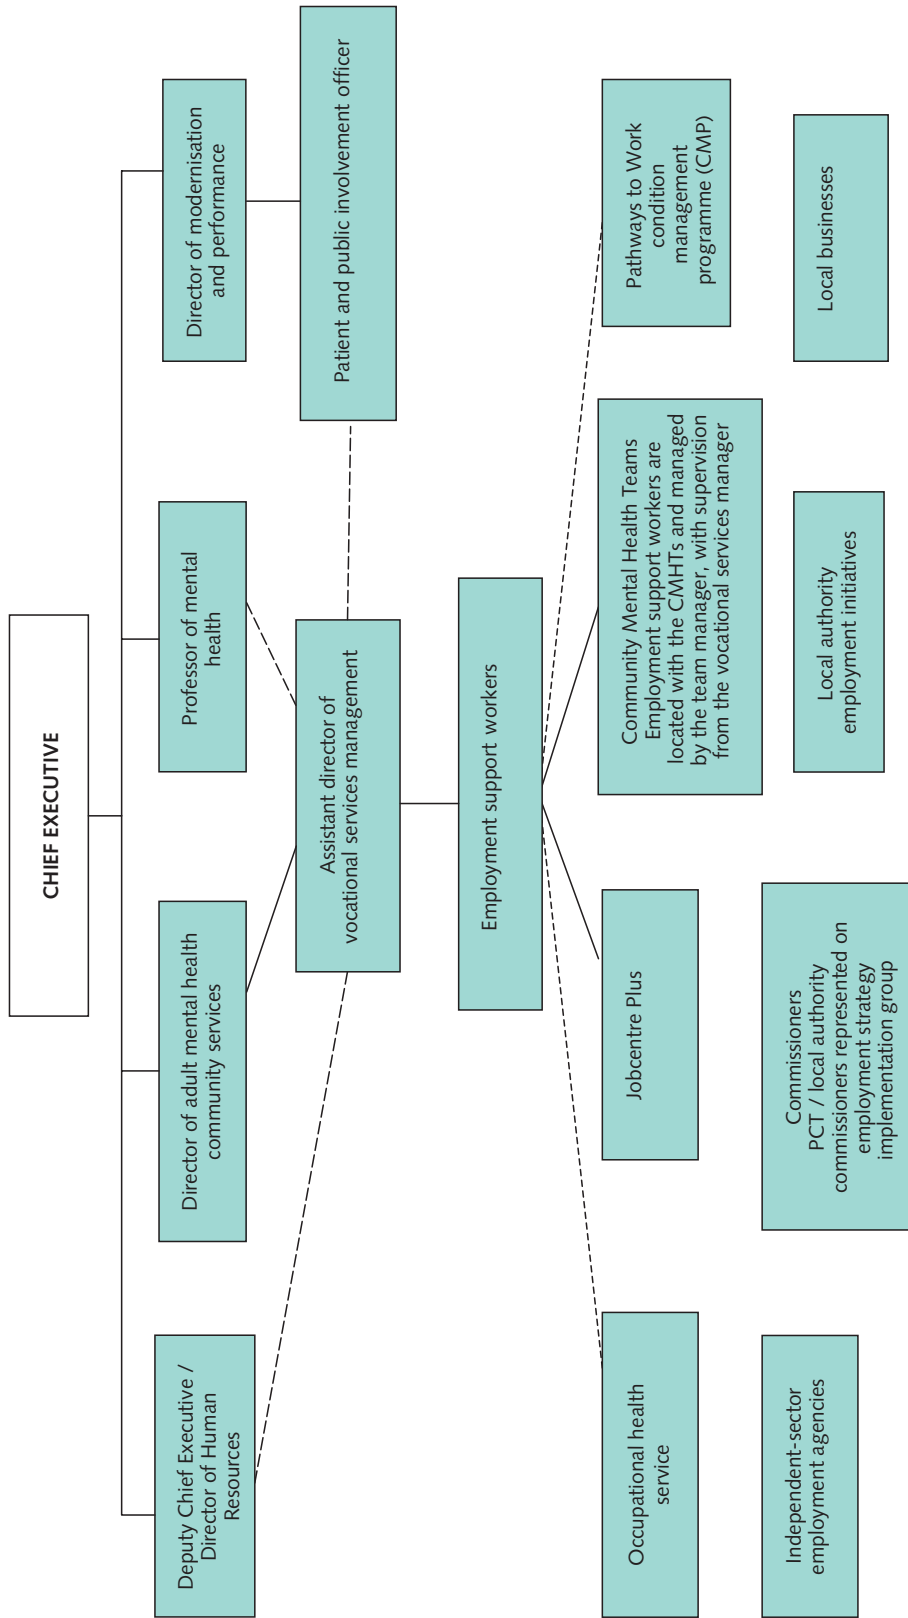 CHIEF EXECUTIVE
Deputy Chief Executive /
Director of Human
Resources
Director of adult mental health
community services
Professor of mental
health
Director of modernisation
and performance
Assistant director of
vocational services management
Patient and public involvement officer
Employment support workers
Occupational health
service
Jobcentre Plus
Community Mental Health Teams
Employment support workers are
located with the CMHTs and managed
by the team manager, with supervision
from the vocational services manager
Pathways to Work
condition
management
programme (CMP)
Independent-sector
employment agencies
Commissioners
PCT / local authority
commissioners represented on
employment strategy
implementation group
Local authority
employment initiatives
Local businesses